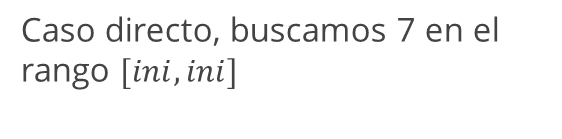 Caso directo, buscamos 7 en el
rango [ini, ini]